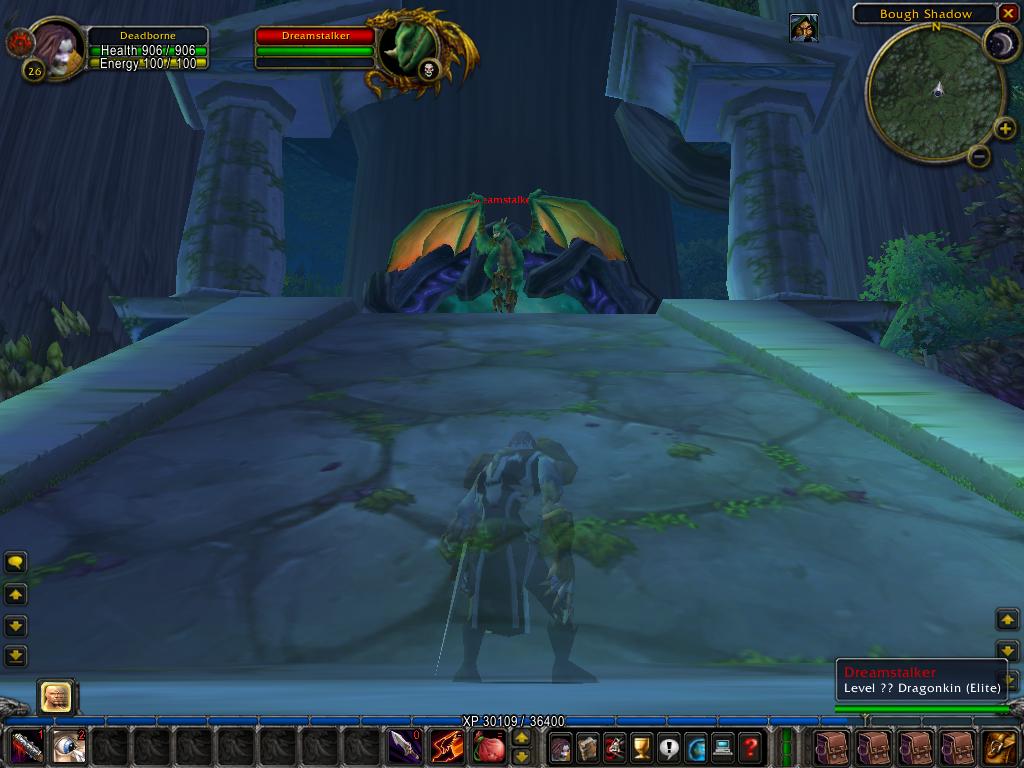 Deadborne
Health 906 / 906
Energy 100 / 100
26
Dreamstalker
Bough Shadow
N
Dreamstalker
Dreamstalker
Level ?? Dragonkin (Elite)
XP 30109 / 36400
1
2
0
-
=